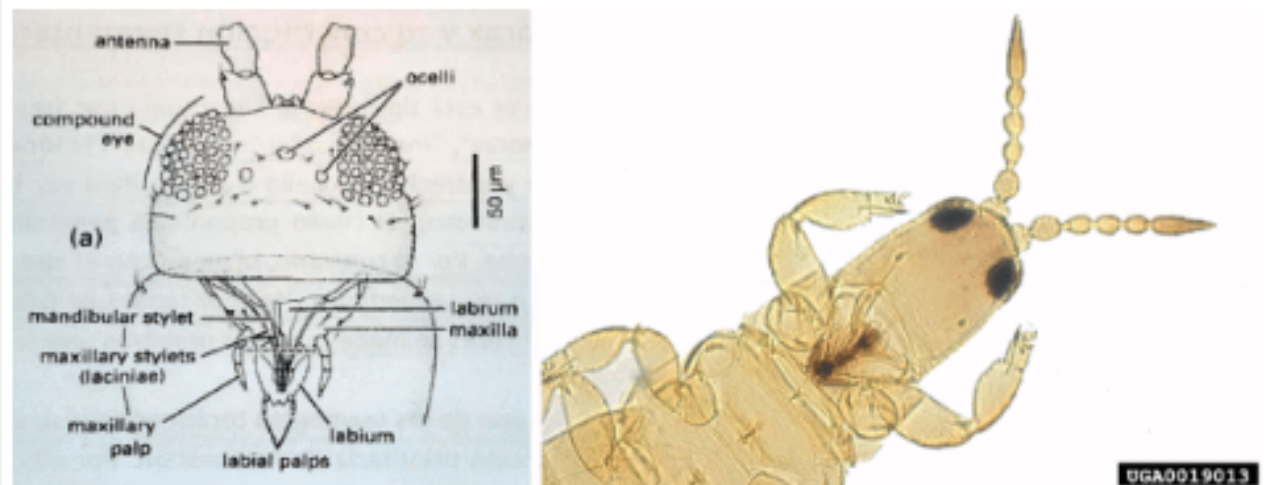 antenna
ocelli
compound
eye
50 µm
(a)
mandibular stylet
labrum
maxilla
maxillary stylets
(laciniae)
maxillary
palp
labium
labial palps
UGA0019013